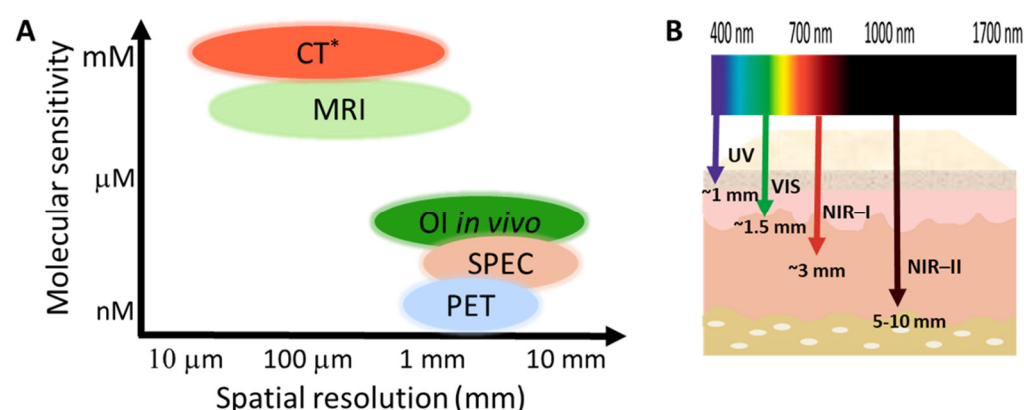 A
Molecular sensitivity
mM
μM
nM
CT*
MRI
OI in vivo
SPEC
PET
10 μm 100 μm 1 mm 10 mm
Spatial resolution (mm)
B
400 nm 700 nm 1000 nm 1700 nm
UV
~1 mm
VIS
~1.5 mm
NIR–I
~3 mm
NIR–II
5-10 mm